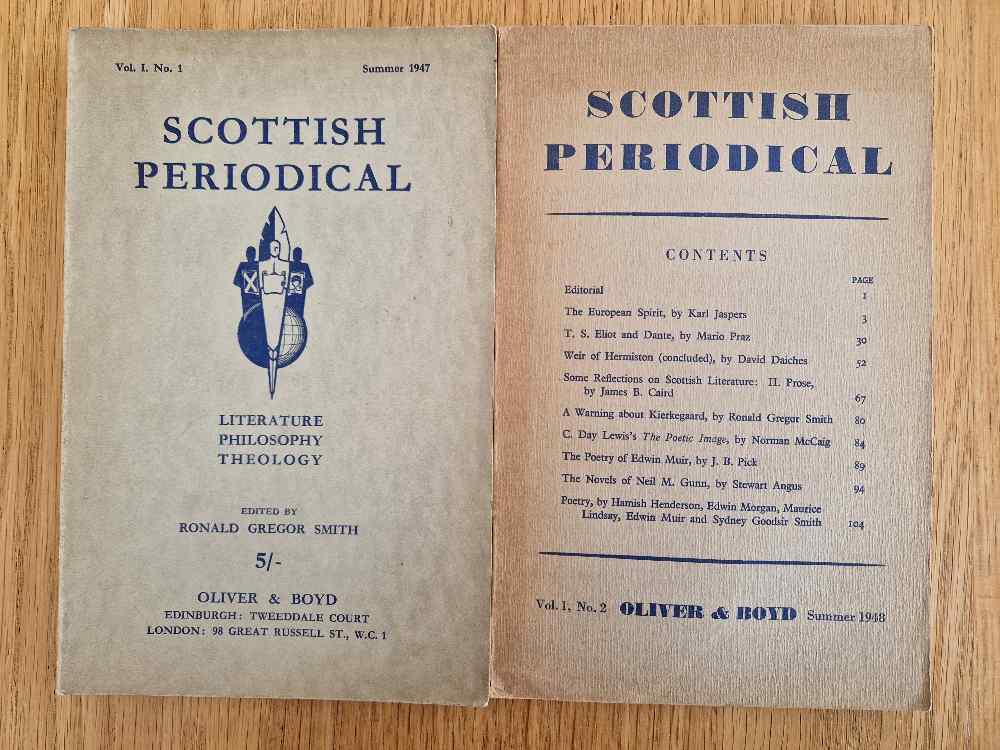 Vol. I. No. 1 Summer 1947
SCOTTISH
PERIODICAL
LITERATURE
PHILOSOPHY
THEOLOGY
EDITED BY
RONALD GREGOR SMITH
5/-
OLIVER & BOYD
EDINBURGH: TWEEDDALE COURT
LONDON: 98 GREAT RUSSELL ST., W.C. 1
SCOTTISH
PERIODICAL
CONTENTS
PAGE
Editorial 1
The European Spirit, by Karl Jaspers 3
T. S. Eliot and Dante, by Mario Praz 30
Weir of Hermiston (concluded), by David Daiches 52
Some Reflections on Scottish Literature: II. Prose,
by James B. Caird 67
A Warning about Kierkegaard, by Ronald Gregor Smith 80
C. Day Lewis's The Poetic Image, by Norman McCaig 84
The Poetry of Edwin Muir, by J. B. Pick 89
The Novels of Neil M. Gunn, by Stewart Angus 94
Poetry, by Hamish Henderson, Edwin Morgan, Maurice
Lindsay, Edwin Muir and Sydney Goodsir Smith 104
Vol. I, No. 2 OLIVER & BOYD Summer 1948